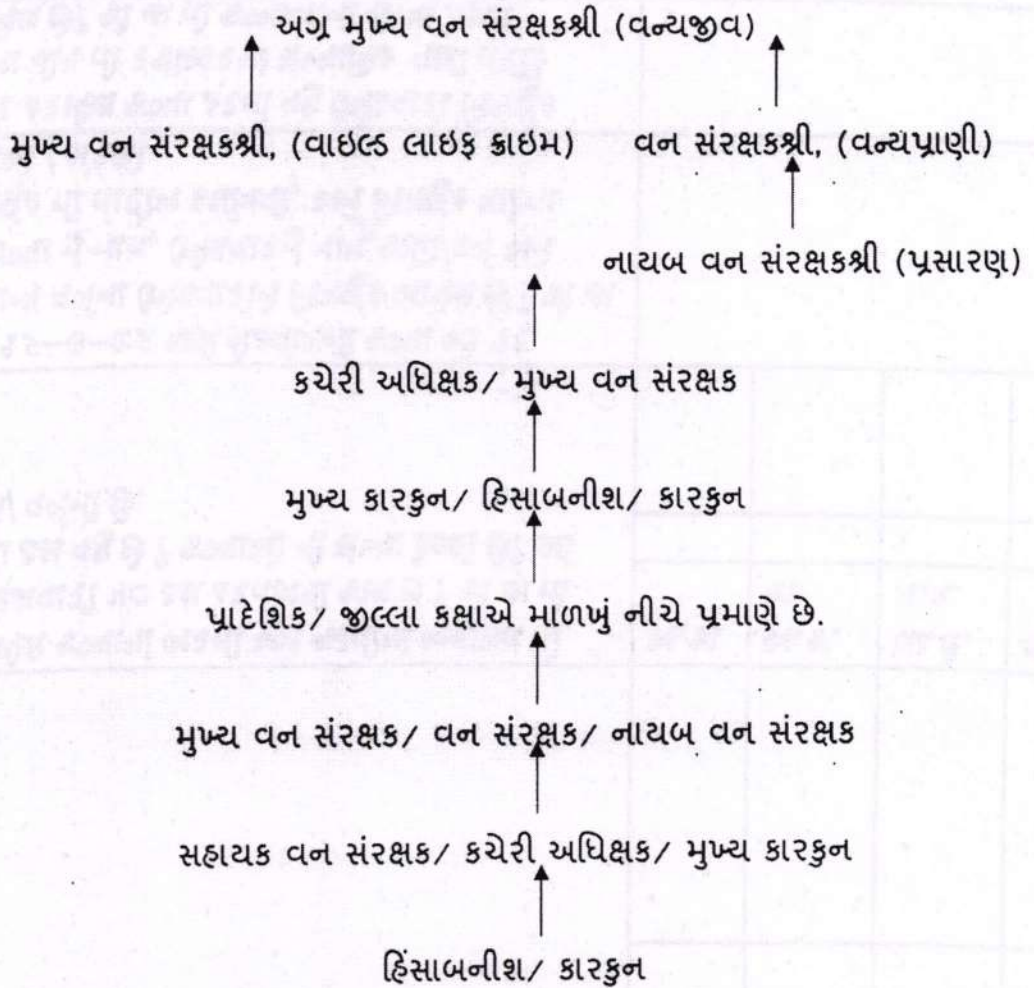 અગ્ર મુખ્ય વન સંરક્ષકશ્રી (વન્યજીવ)
મુખ્ય વન સંરક્ષકશ્રી, (વાઇલ્ડ લાઇફ ક્રાઇમ) વન સંરક્ષકશ્રી, (વન્યપ્રાણી)
નાયબ વન સંરક્ષકશ્રી (પ્રસારણ)
કચેરી અધિક્ષક/ મુખ્ય વન સંરક્ષક
મુખ્ય કારકુન/ હિસાબનીશ/ કારકુન
પ્રાદેશિક/ જીલ્લા કક્ષાએ માળખું નીચે પ્રમાણે છે.
મુખ્ય વન સંરક્ષક/ વન સંરક્ષક/ નાયબ વન સંરક્ષક
સહાયક વન સંરક્ષક/ કચેરી અધિક્ષક/ મુખ્ય કારકુન
હિંસાબનીશ/ કારકુન